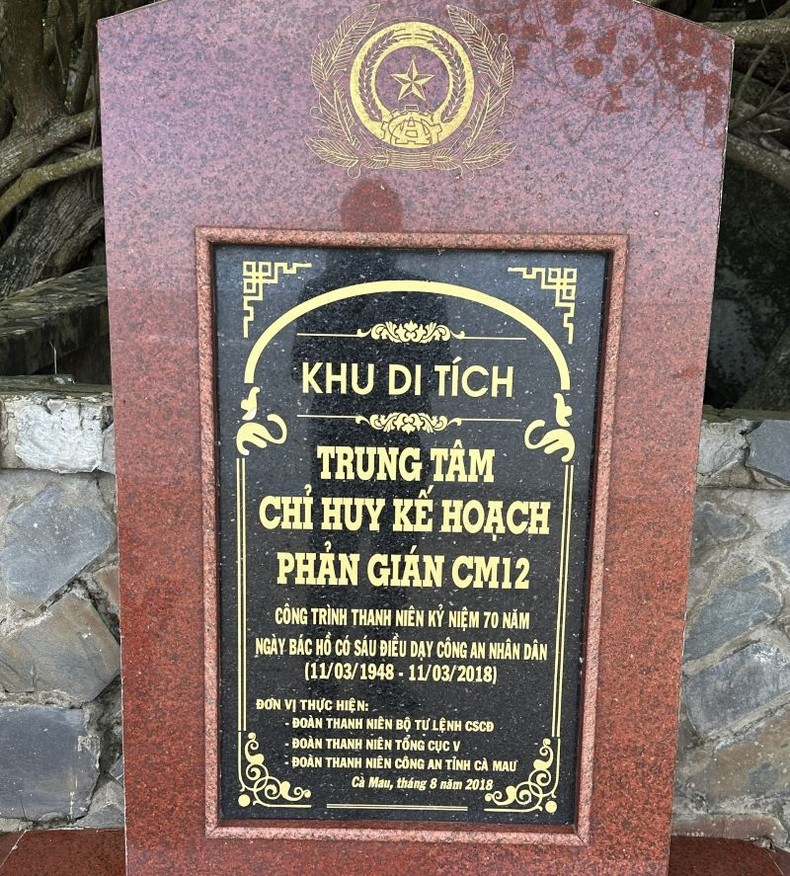 KHU DI TÍCH
TRUNG TÂM
CHỈ HUY KẾ HOẠCH
PHẢN GIÁN CM12
CÔNG TRÌNH THANH NIÊN KỶ NIỆM 70 NĂM
NGÀY BÁC HỒ CÓ SÁU ĐIỀU DẠY CÔNG AN NHÂN DÂN
(11/03/1948 - 11/03/2018)
ĐƠN VỊ THỰC HIỆN:
- ĐOÀN THANH NIÊN BỘ TƯ LỆNH CSCĐ
- ĐOÀN THANH NIÊN TỔNG CỤC V
- ĐOÀN THANH NIÊN CÔNG AN TỈNH CÀ MAU
Cà Mau, tháng 8 năm 2018